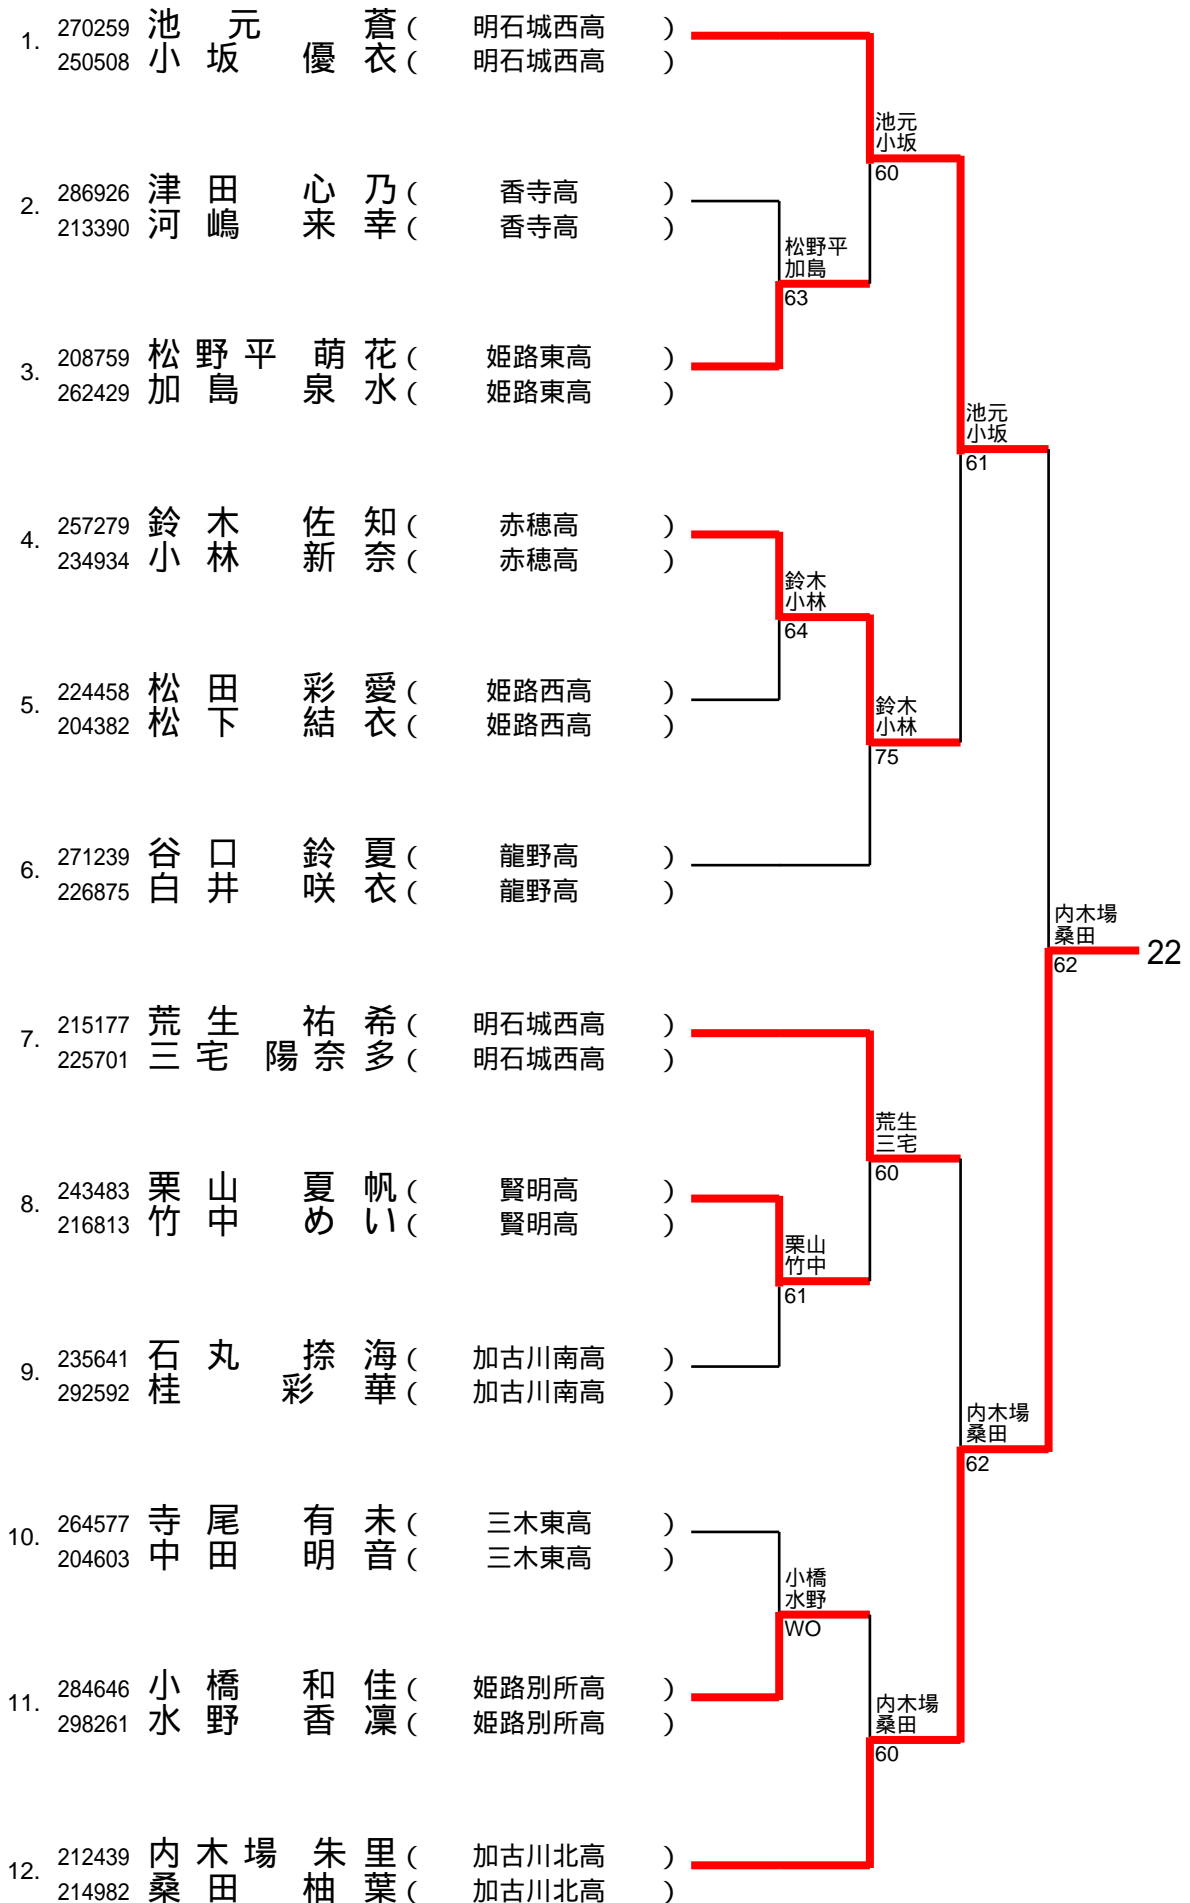 1. 270259 池元 蒼 ( 明石城西高 )
250508 小坂 優衣 ( 明石城西高 )
池元
小坂
60
2. 286926 津田 心乃 ( 香寺高 )
213390 河嶋 来幸 ( 香寺高 )
松野平
加島
63
3. 208759 松野平 萌花 ( 姫路東高 )
262429 加島 泉水 ( 姫路東高 )
池元
小坂
61
4. 257279 鈴木 佐知 ( 赤穂高 )
234934 小林 新奈 ( 赤穂高 )
鈴木
小林
64
5. 224458 松田 彩愛 ( 姫路西高 )
204382 松下 結衣 ( 姫路西高 )
鈴木
小林
75
6. 271239 谷口 鈴夏 ( 龍野高 )
226875 白井 咲衣 ( 龍野高 )
内木場
桑田
62
22
7. 215177 荒生 祐希 ( 明石城西高 )
225701 三宅 陽奈多 ( 明石城西高 )
荒生
三宅
60
8. 243483 栗山 夏帆 ( 賢明高 )
216813 竹中 めい ( 賢明高 )
栗山
竹中
61
9. 235641 石丸 捺海 ( 加古川南高 )
292592 桂 彩華 ( 加古川南高 )
内木場
桑田
62
10. 264577 寺尾 有未 ( 三木東高 )
204603 中田 明音 ( 三木東高 )
小橋
水野
WO
11. 284646 小橋 和佳 ( 姫路別所高 )
298261 水野 香凜 ( 姫路別所高 )
内木場
桑田
60
12. 212439 内木場 朱里 ( 加古川北高 )
214982 桑田 柚葉 ( 加古川北高 )